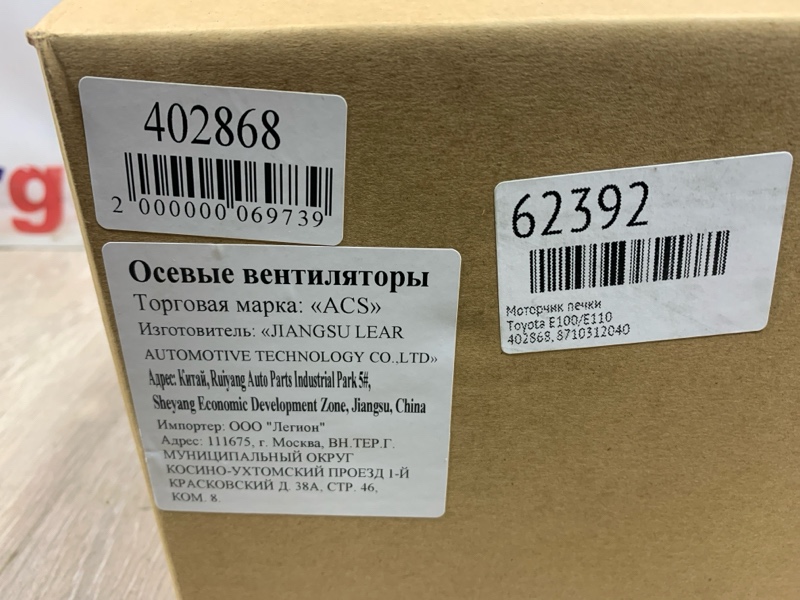 402868
2 000000 069739
Осевые вентиляторы
Торговая марка: «ACS»
Изготовитель: «JIANGSU LEAR
AUTOMOTIVE TECHNOLOGY CO.,LTD»
Адрес: Китай, Ruiyang Auto Parts Industrial Park 5#,
Sheyang Economic Development Zone, Jiangsu, China
Импортер: ООО "Легион"
Адрес: 111675, г. Москва, ВН.ТЕР.Г.
МУНИЦИПАЛЬНЫЙ ОКРУГ
КОСИНО-УХТОМСКИЙ ПРОЕЗД 1-Й
КРАСКОВСКИЙ Д. 38А, СТР. 46,
КОМ. 8.
62392
Моторчик печки
Toyota E100/E110
402868, 8710312040